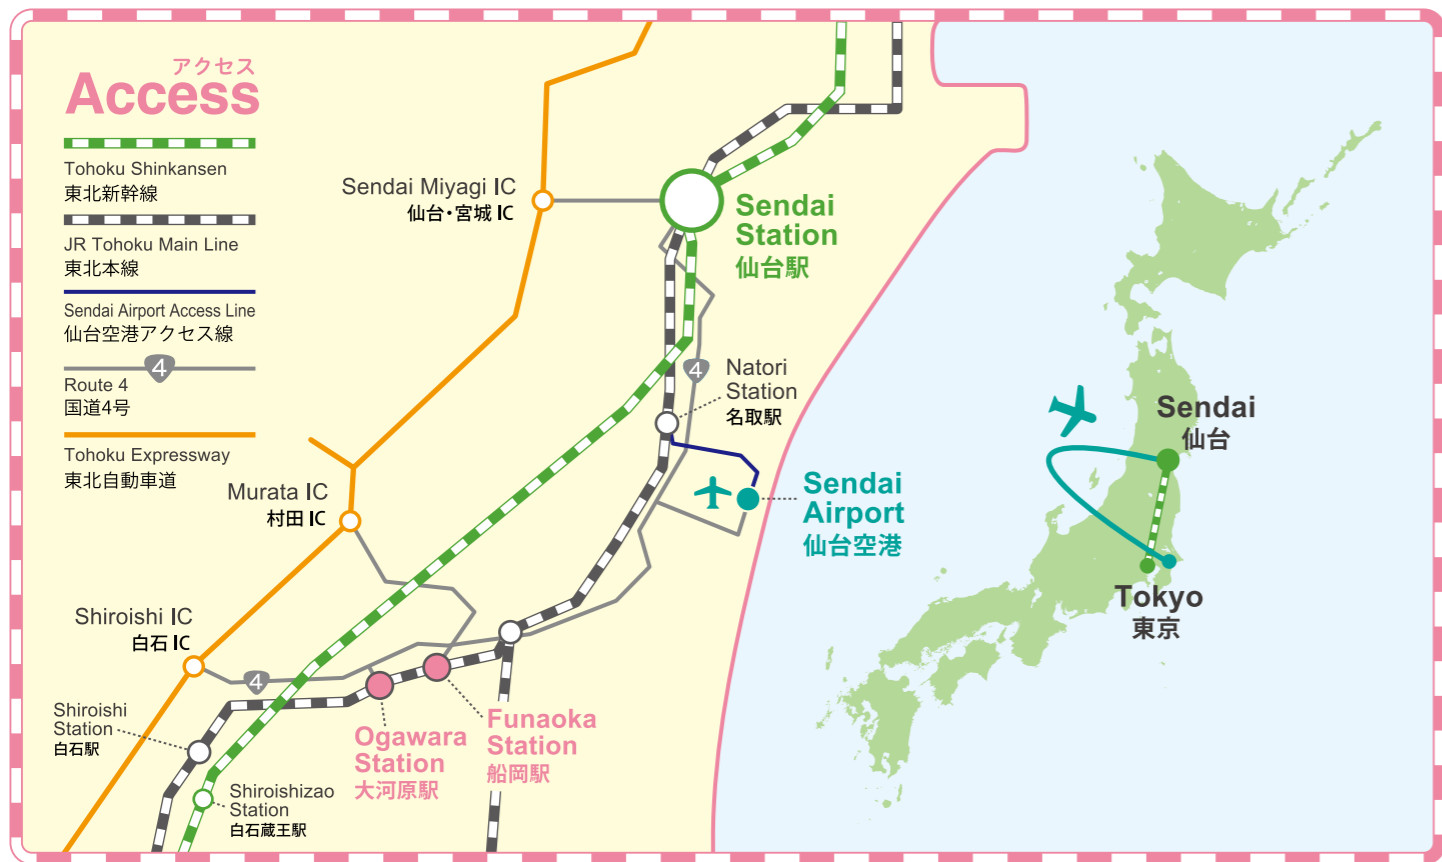 アクセス
Access
Tohoku Shinkansen
東北新幹線
JR Tohoku Main Line
東北本線
Sendai Airport Access Line
仙台空港アクセス線
4
Route 4
国道4号
Tohoku Expressway
東北自動車道
Sendai Miyagi IC
仙台・宮城 IC
Sendai
Station
仙台駅
4
Natori
Station
名取駅
Murata IC
村田 IC
Sendai
Airport
仙台空港
Shiroishi IC
白石 IC
4
Shiroishi
Station
白石駅
Ogawara
Station
大河原駅
Funaoka
Station
船岡駅
Shiroishizao
Station
白石蔵王駅
Sendai
仙台
Tokyo
東京